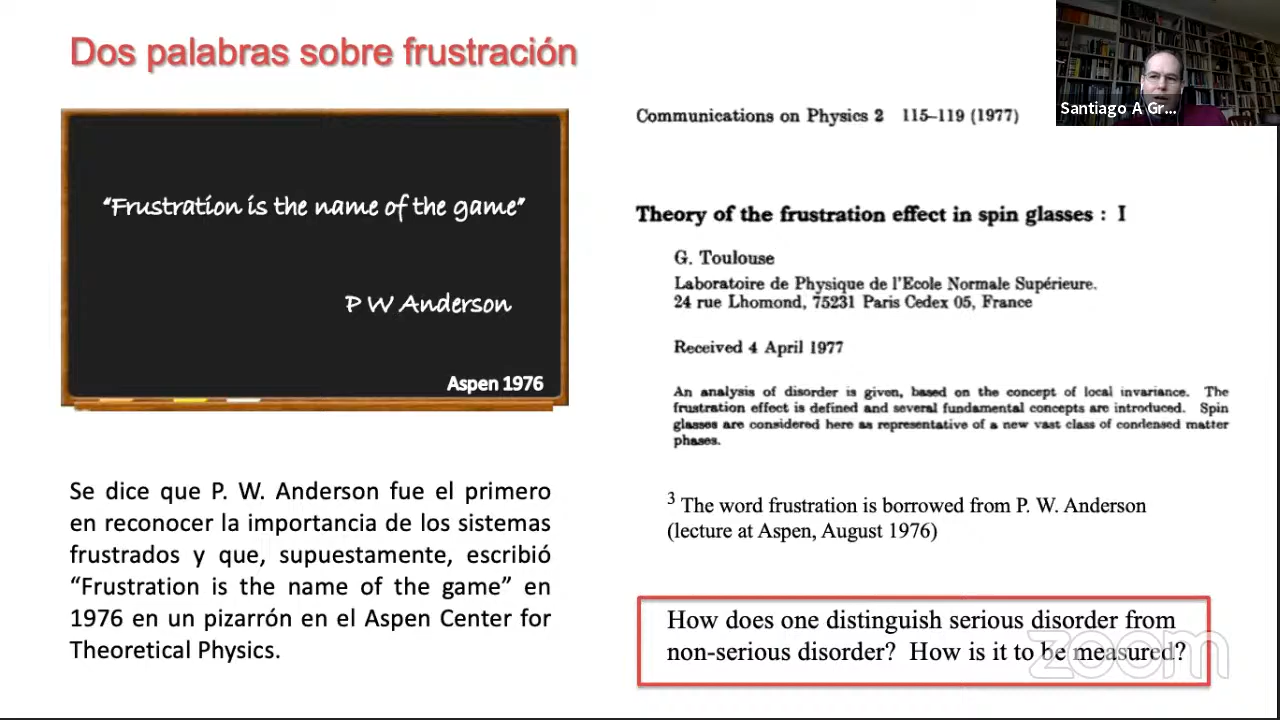 Dos palabras sobre frustración
“Frustration is the name of the game”
P W Anderson
Aspen 1976
Se dice que P. W. Anderson fue el primero
en reconocer la importancia de los sistemas
frustrados y que, supuestamente, escribió
“Frustration is the name of the game” en
1976 en un pizarrón en el Aspen Center for
Theoretical Physics.
Santiago A Gr...
Communications on Physics 2 115–119 (1977)
Theory of the frustration effect in spin glasses : I
G. Toulouse
Laboratoire de Physique de l'Ecole Normale Supérieure.
24 rue Lhomond, 75231 Paris Cedex 05, France
Received 4 April 1977
An analysis of disorder is given, based on the concept of local invariance. The
frustration effect is defined and several fundamental concepts are introduced. Spin
glasses are considered here as representative of a new vast class of condensed matter
phases.
3 The word frustration is borrowed from P. W. Anderson
(lecture at Aspen, August 1976)
How does one distinguish serious disorder from
non-serious disorder? How is it to be measured?
zoom